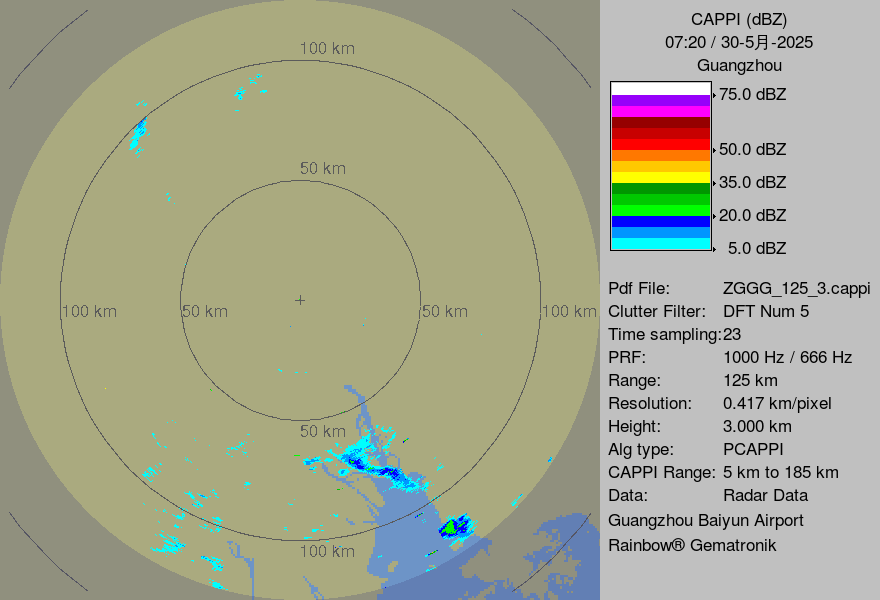 CAPPI (dBZ)
07:20 / 30-5月-2025
Guangzhou
75.0 dBZ
50.0 dBZ
35.0 dBZ
20.0 dBZ
5.0 dBZ
100 km
50 km
100 km
50 km
50 km
100 km
50 km
100 km
Pdf File: ZGGG_125_3.cappi
Clutter Filter: DFT Num 5
Time sampling:23
PRF: 1000 Hz / 666 Hz
Range: 125 km
Resolution: 0.417 km/pixel
Height: 3.000 km
Alg type: PCAPPI
CAPPI Range: 5 km to 185 km
Data: Radar Data
Guangzhou Baiyun Airport
Rainbow® Gematronik